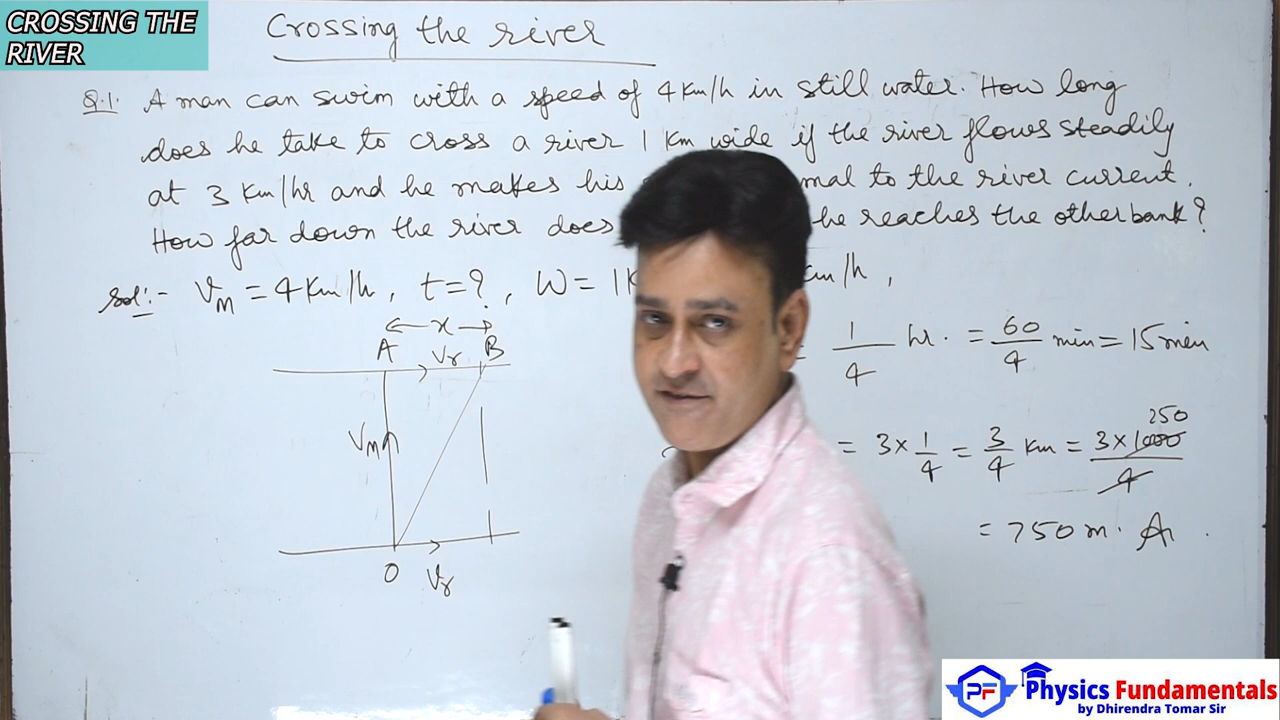 CROSSING THE
RIVER
Crossing the river
Q.1. A man can swim with a speed of 4 Km/h in still water. How long
does he take to cross a river 1 Km wide if the river flows steadily
at 3 Km/hr and he makes his mal to the river current.
How far down the river does he reaches the other bank?
Sol:- VM = 4 Km/h, t=?, W = 1K Km/h,
x
A Vr B
VM
O Vr
1/4 hr. = 60/4 min = 15 min
= 3×1/4 = 3/4 Km = 3×1000/4 250
= 750 m. A
PF Physics Fundamentals
by Dhirendra Tomar Sir